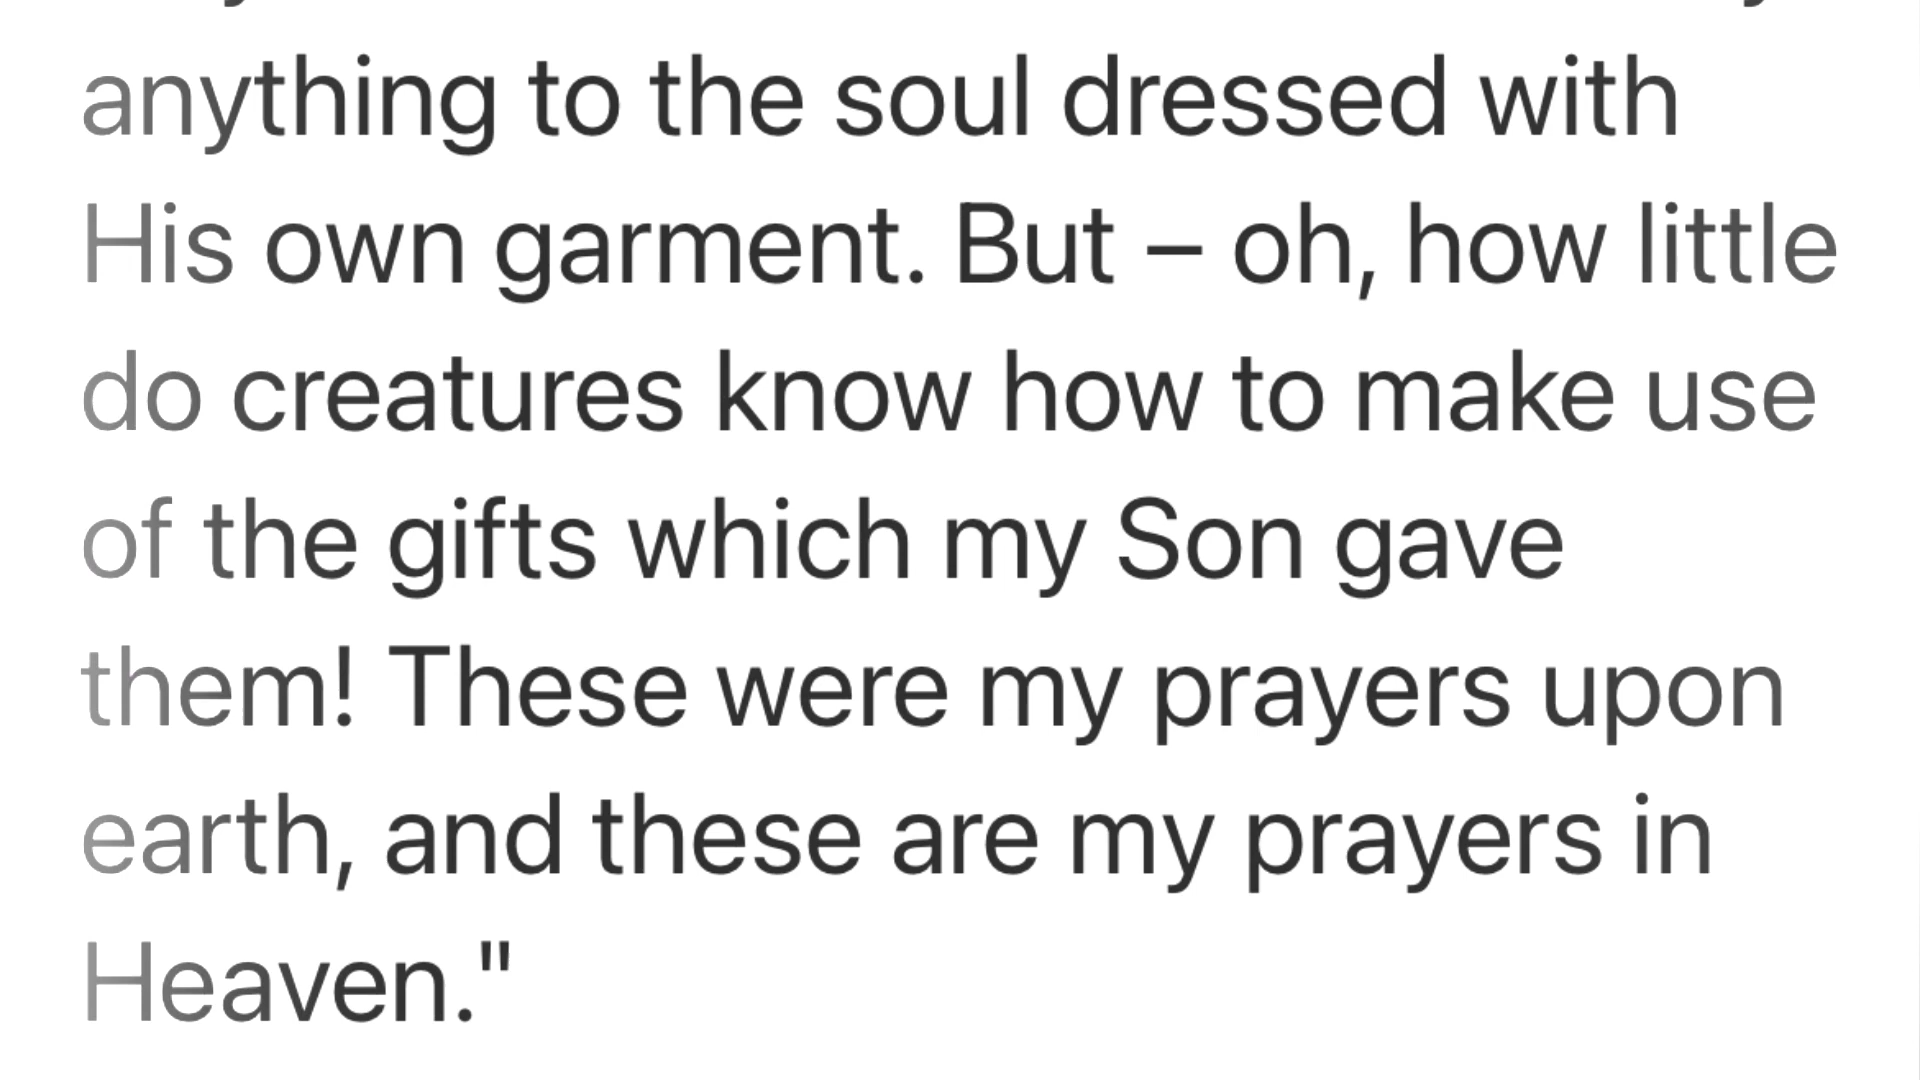 anything to the soul dressed with
His own garment. But – oh, how little
do creatures know how to make use
of the gifts which my Son gave
them! These were my prayers upon
earth, and these are my prayers in
Heaven."